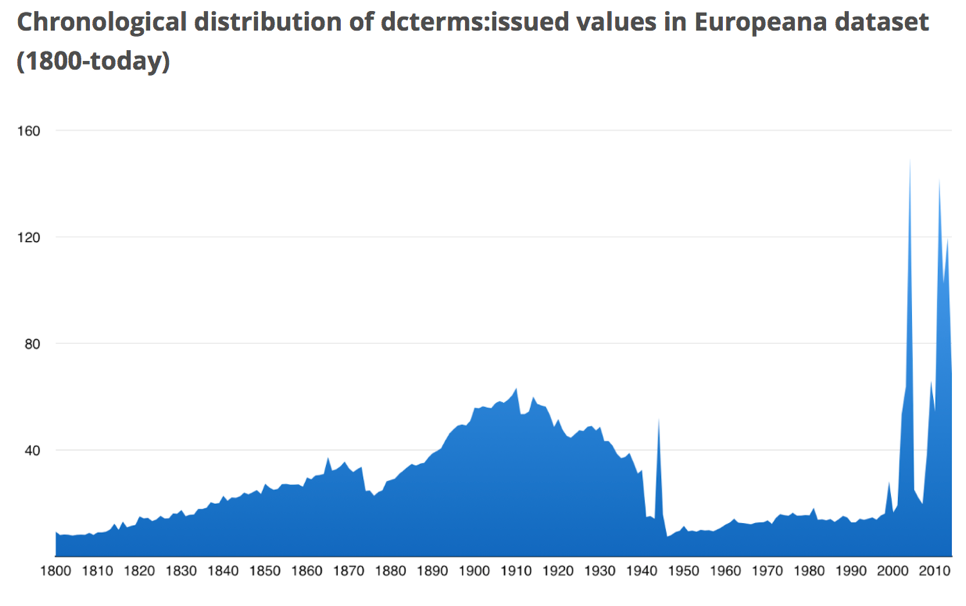 Chronological distribution of dcterms:issued values in Europeana dataset
(1800-today)
160
120
80
40
1800 1810 1820 1830 1840 1850 1860 1870 1880 1890 1900 1910 1920 1930 1940 1950 1960 1970 1980 1990 2000 2010